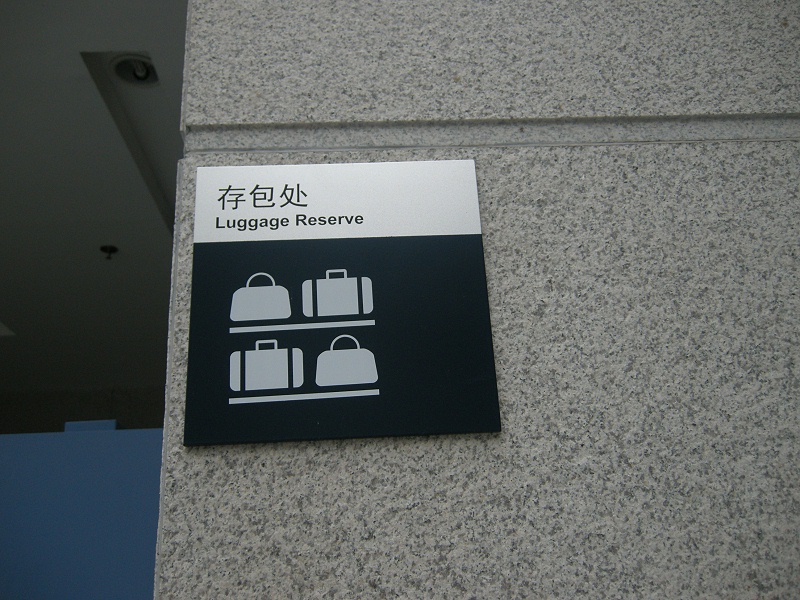 存包处
Luggage Reserve